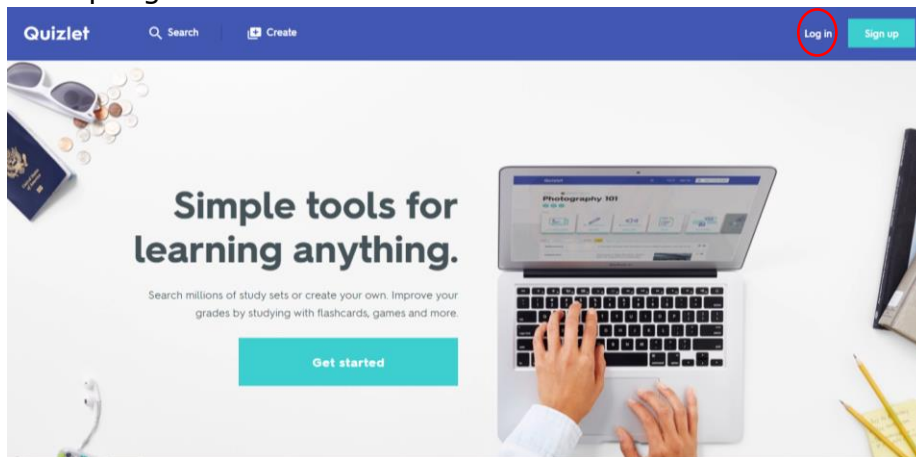 Quizlet
Search
Create
Log in
Sign up
Simple tools for
learning anything.
Search millions of study sets or create your own. Improve your
grades by studying with flashcards, games and more.
Get started
Photography 101